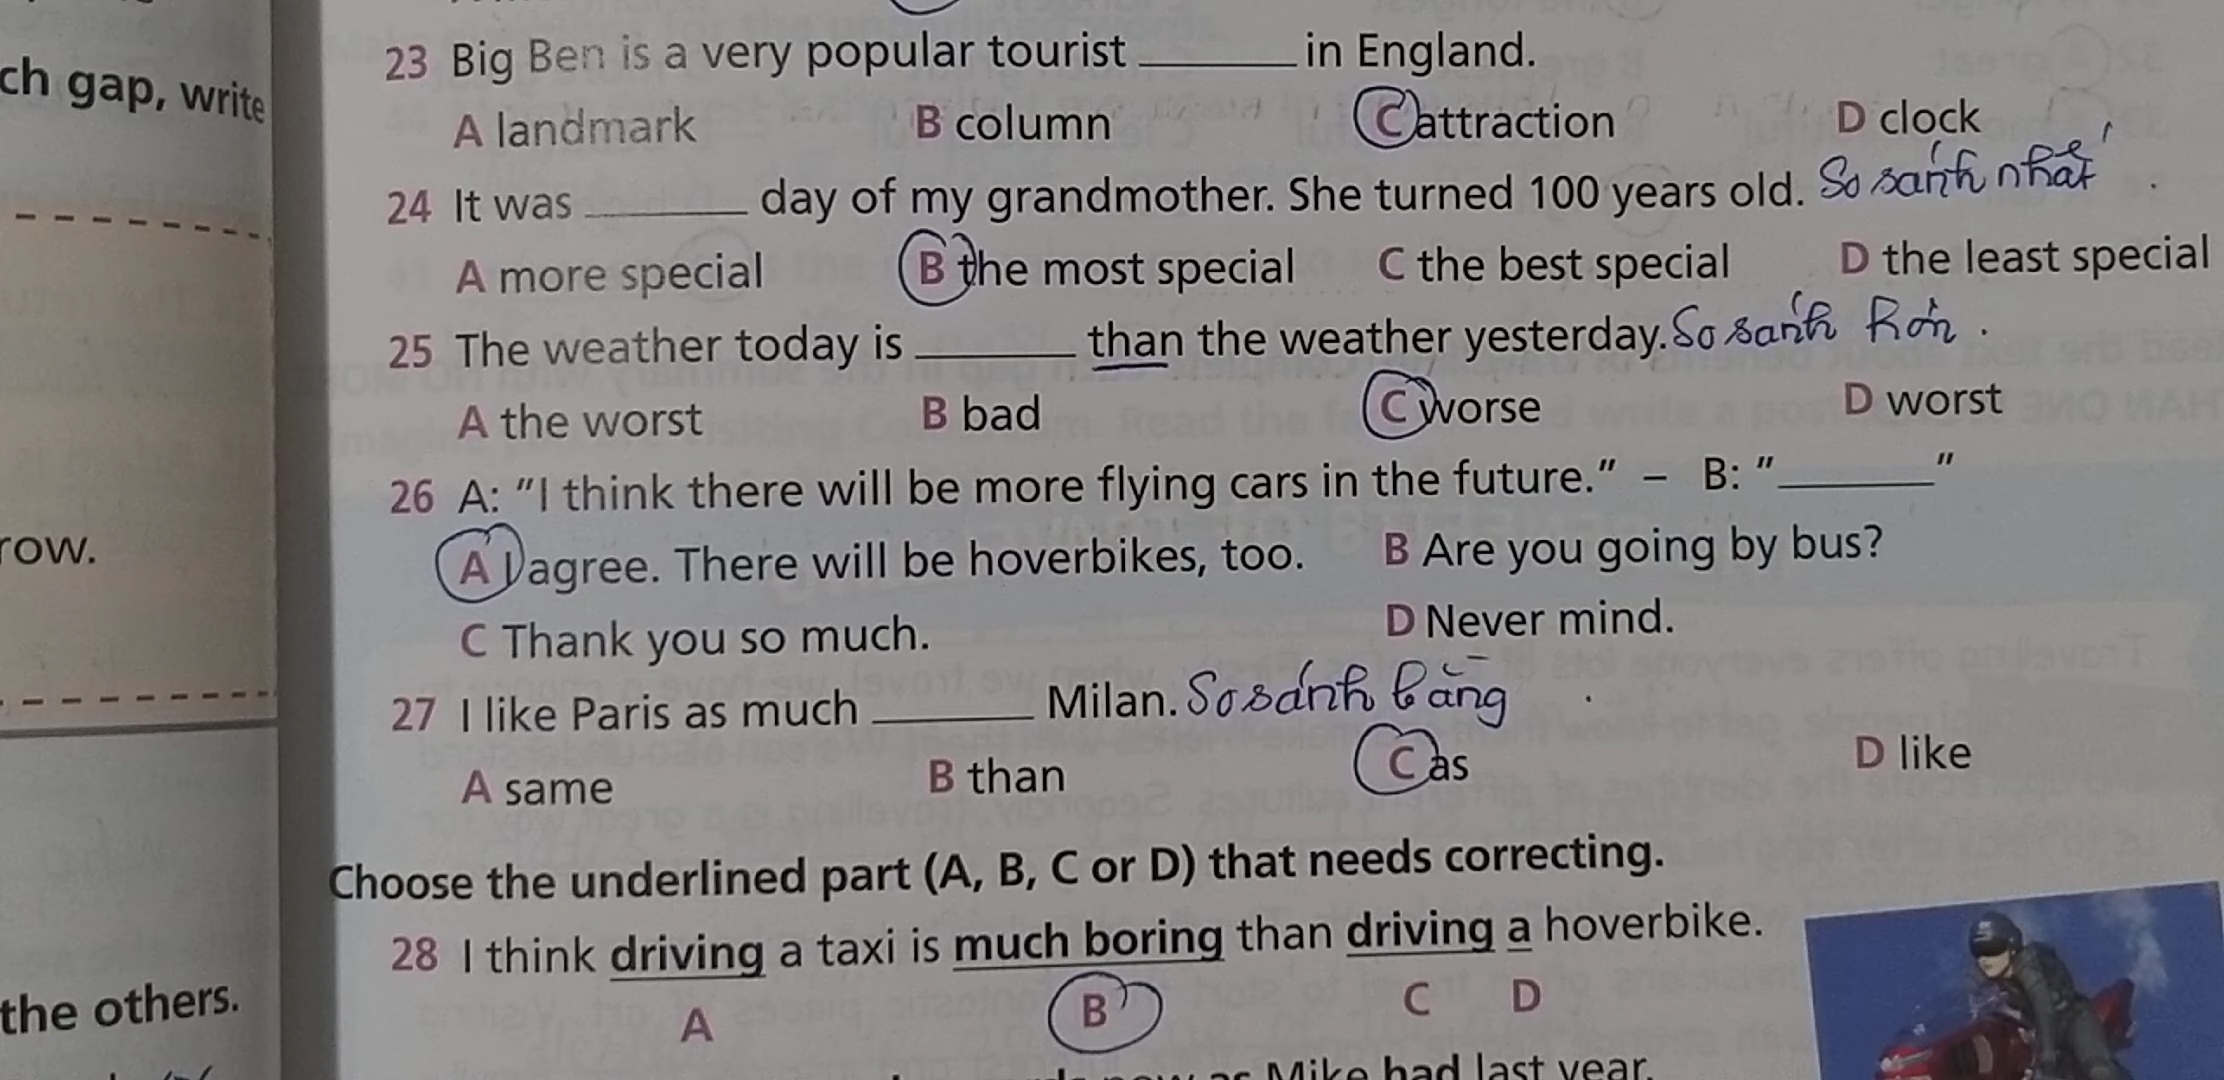 ch gap, write
row.
the others.
23 Big Ben is a very popular tourist ______ in England.
A landmark B column C attraction D clock
24 It was ______ day of my grandmother. She turned 100 years old. So sánh nhất
A more special B the most special C the best special D the least special
25 The weather today is ______ than the weather yesterday. So sánh hơn.
A the worst B bad C worse D worst
26 A: "I think there will be more flying cars in the future." – B: "______"
A I agree. There will be hoverbikes, too. B Are you going by bus?
C Thank you so much. D Never mind.
27 I like Paris as much ______ Milan. So sánh bằng
A same B than C as D like
Choose the underlined part (A, B, C or D) that needs correcting.
28 I think driving a taxi is much boring than driving a hoverbike.
A B C D
as Mike had last year.